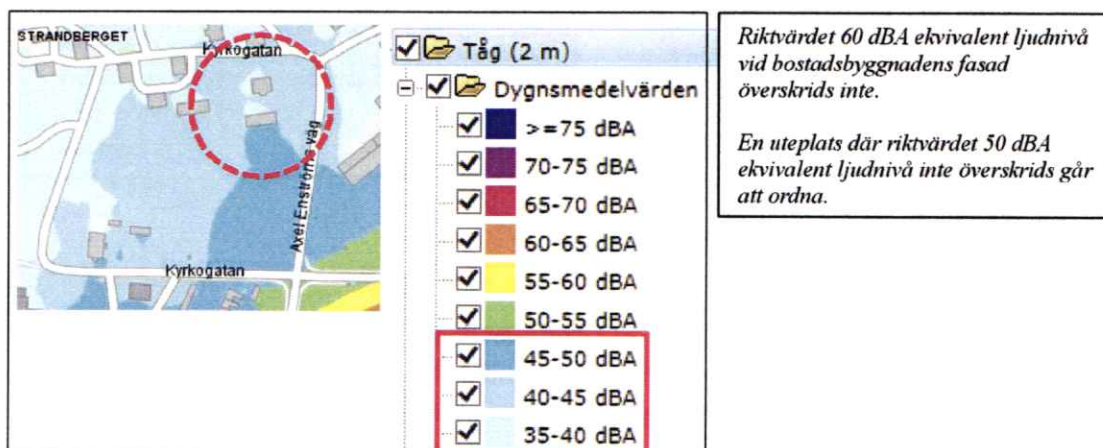 STRANDBERGET
Kyrkogatan
Axel Enströms väg
Kyrkogatan
Tåg (2 m)
Dygnsmedelvärden
>=75 dBA
70-75 dBA
65-70 dBA
60-65 dBA
55-60 dBA
50-55 dBA
45-50 dBA
40-45 dBA
35-40 dBA
Riktvärdet 60 dBA ekvivalent ljudnivå
vid bostadsbyggnadens fasad
överskrids inte.
En uteplats där riktvärdet 50 dBA
ekvivalent ljudnivå inte överskrids går
att ordna.